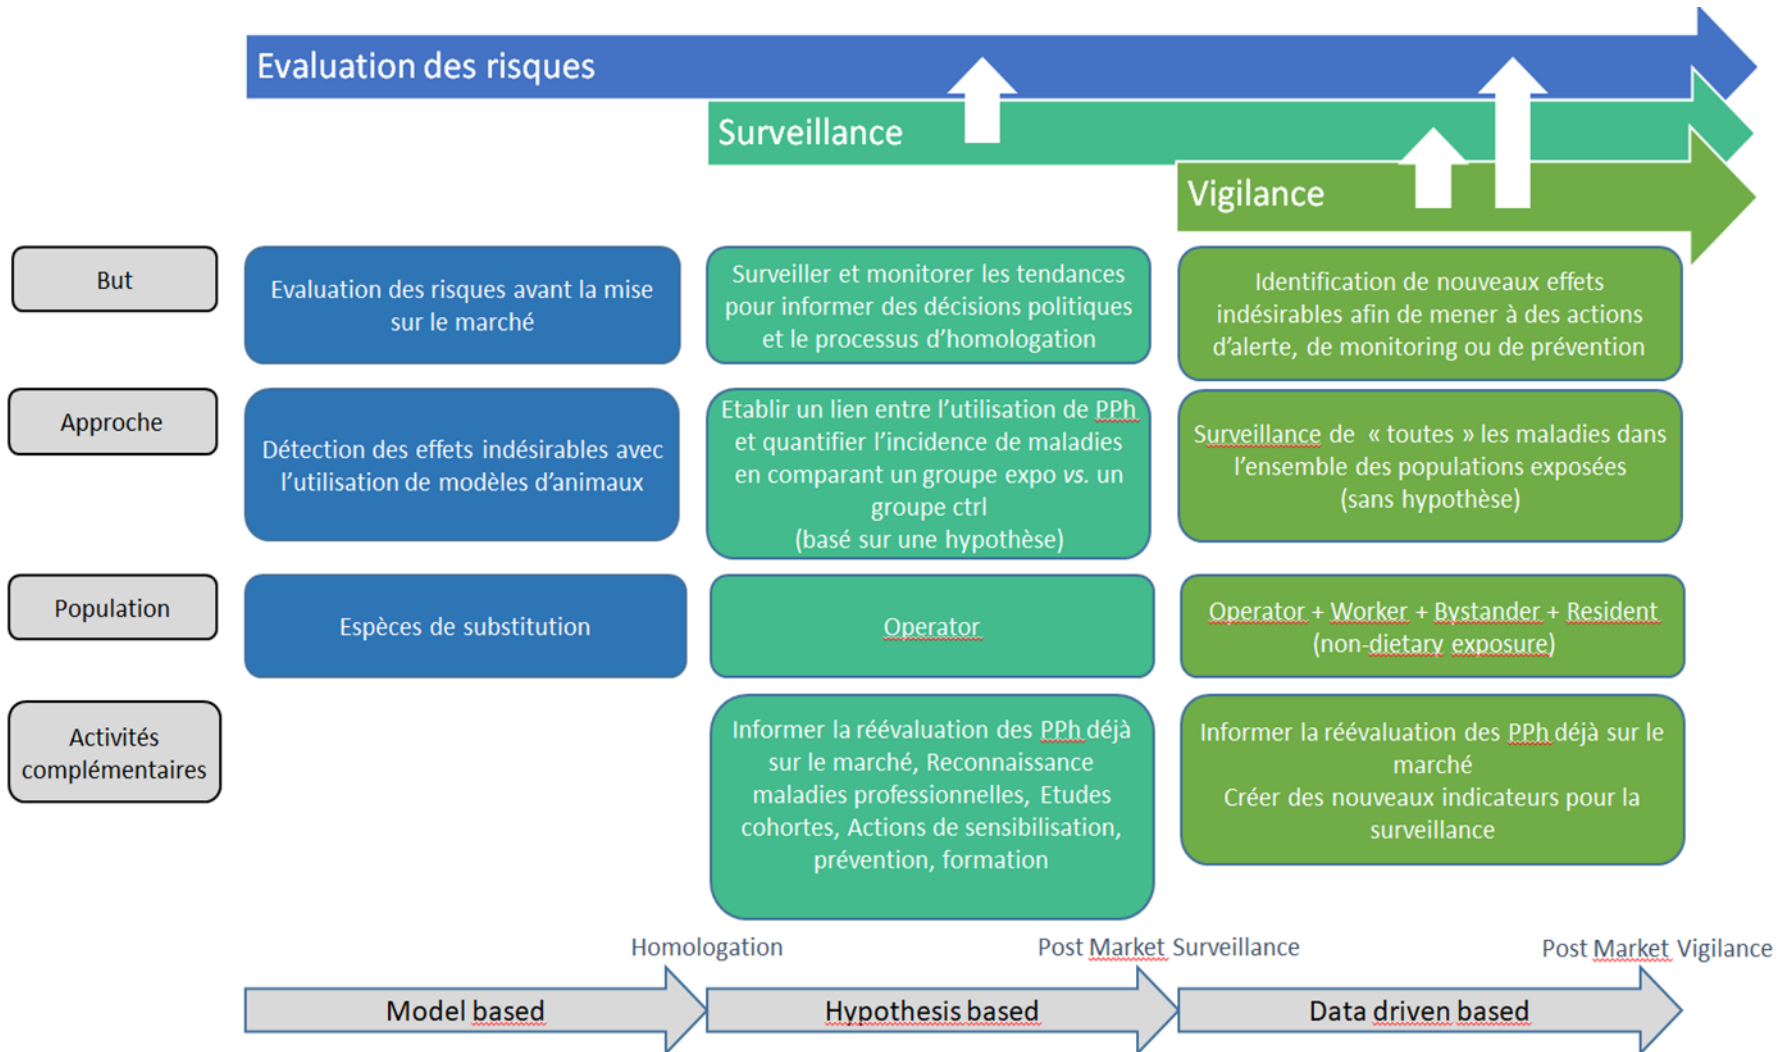 Evaluation des risques
Surveillance
Vigilance
But
Evaluation des risques avant la mise
sur le marché
Surveiller et monitorer les tendances
pour informer des décisions politiques
et le processus d’homologation
Identification de nouveaux effets
indésirables afin de mener à des actions
d’alerte, de monitoring ou de prévention
Approche
Détection des effets indésirables avec
l’utilisation de modèles d’animaux
Etablir un lien entre l’utilisation de PPh
et quantifier l’incidence de maladies
en comparant un groupe expo vs. un
groupe ctrl
(basé sur une hypothèse)
Surveillance de « toutes » les maladies dans
l’ensemble des populations exposées
(sans hypothèse)
Population
Espèces de substitution
Operator
Operator + Worker + Bystander + Resident
(non-dietary exposure)
Activités
complémentaires
Informer la réévaluation des PPh déjà
sur le marché, Reconnaissance
maladies professionnelles, Etudes
cohortes, Actions de sensibilisation,
prévention, formation
Informer la réévaluation des PPh déjà sur le
marché
Créer des nouveaux indicateurs pour la
surveillance
Homologation
Post Market Surveillance
Post Market Vigilance
Model based
Hypothesis based
Data driven based